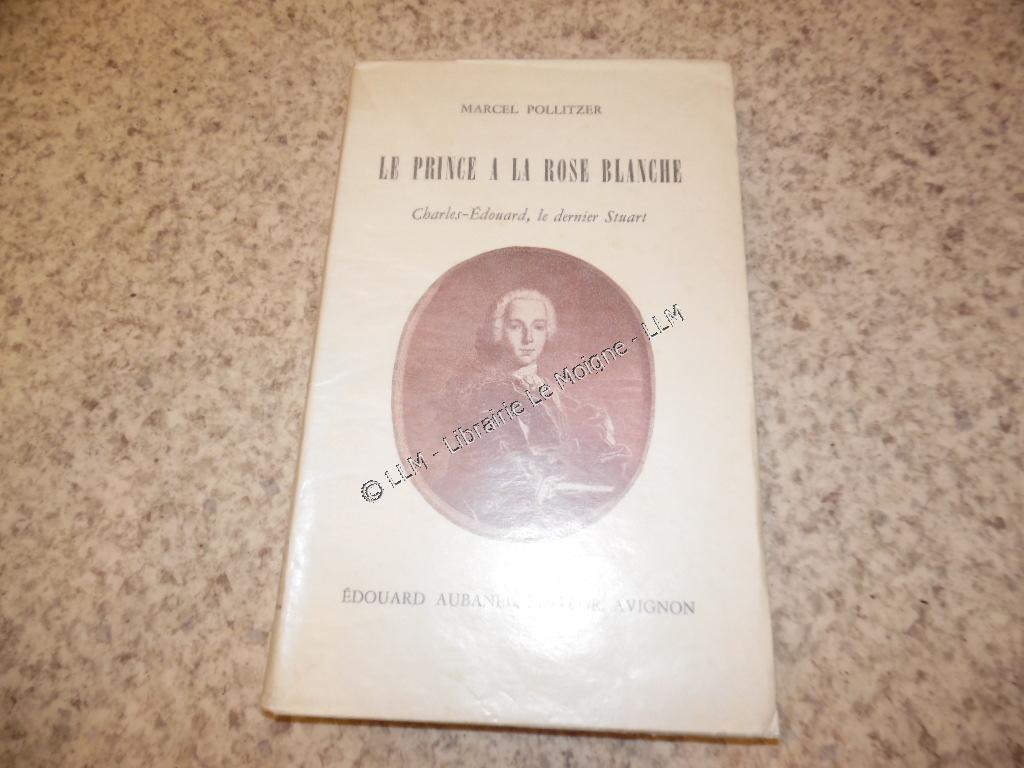 MARCEL POLLITZER
LE PRINCE A LA ROSE BLANCHE
Charles-Édouard, le dernier Stuart
© LLM - Librairie Le Moigne - LLM
ÉDOUARD AUBANEL, ÉDITEUR, AVIGNON